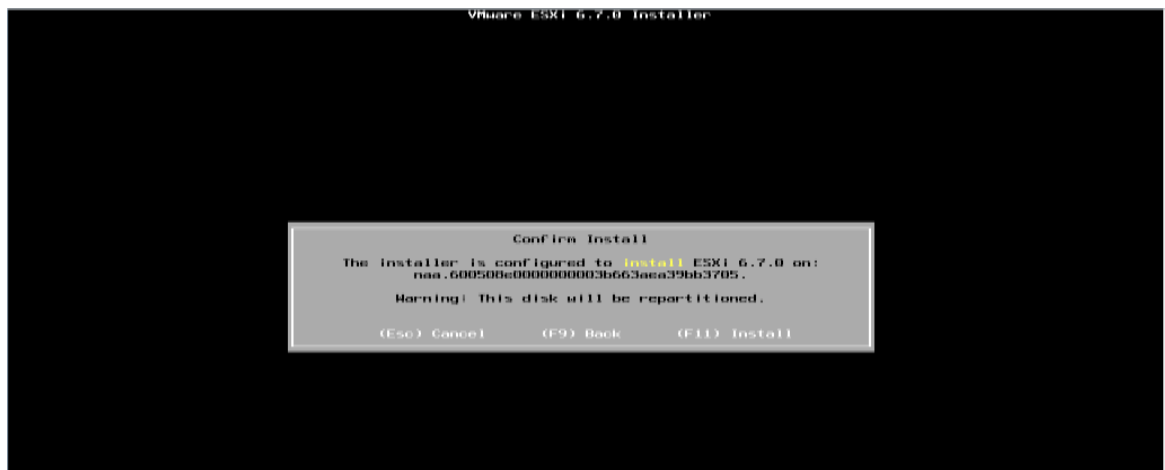 VMware ESXi 6.7.0 Installer
Confirm Install
The installer is configured to install ESXi 6.7.0 on:
naa.600508e0000000003b663aea39bb3705.
Warning: This disk will be repartitioned.
(Esc) Cancel (F9) Back (F11) Install